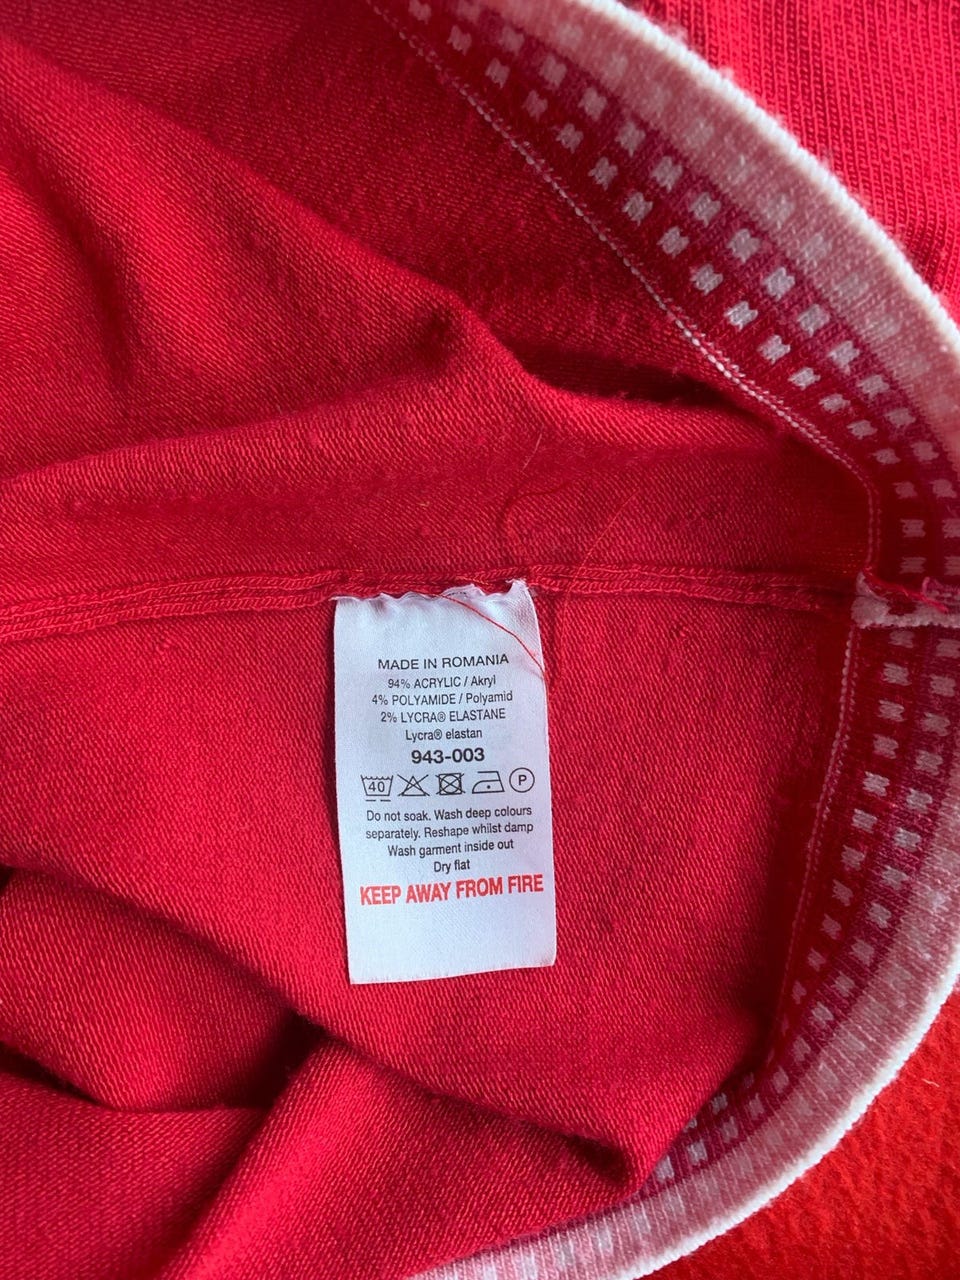 MADE IN ROMANIA
94% ACRYLIC / Akryl
4% POLYAMIDE / Polyamid
2% LYCRA® ELASTANE
Lycra® elastan
943-003
40 P
Do not soak. Wash deep colours
separately. Reshape whilst damp
Wash garment inside out
Dry flat
KEEP AWAY FROM FIRE